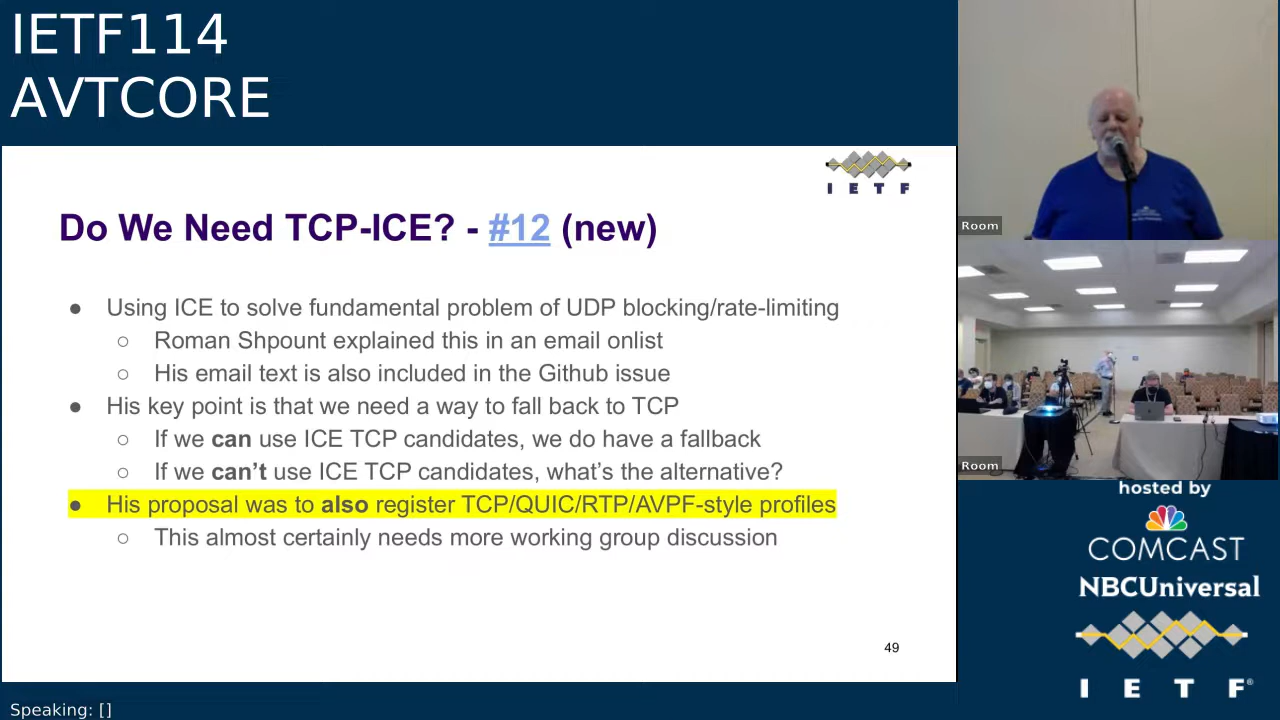 IETF114
AVTCORE
I E T F
Do We Need TCP-ICE? - #12 (new)
● Using ICE to solve fundamental problem of UDP blocking/rate-limiting
○ Roman Shpount explained this in an email onlist
○ His email text is also included in the Github issue
● His key point is that we need a way to fall back to TCP
○ If we can use ICE TCP candidates, we do have a fallback
○ If we can't use ICE TCP candidates, what's the alternative?
● His proposal was to also register TCP/QUIC/RTP/AVPF-style profiles
○ This almost certainly needs more working group discussion
49
Speaking: []
Room
Room
hosted by
COMCAST
NBCUniversal
I E T F®